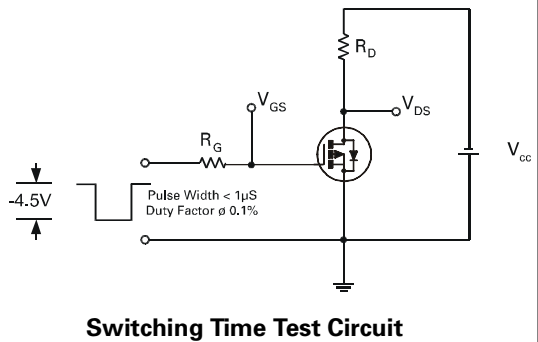 R_D
V_GS
V_DS
R_G
V_cc
-4.5V
Pulse Width < 1µS
Duty Factor ø 0.1%
Switching Time Test Circuit